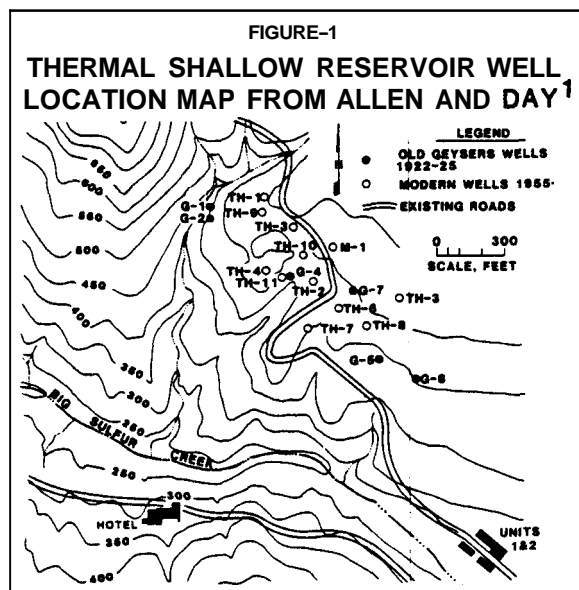 FIGURE–1
THERMAL SHALLOW RESERVOIR WELL
LOCATION MAP FROM ALLEN AND DAY1
LEGEND
OLD GEYSERS WELLS
1922-25
MODERN WELLS 1955-
EXISTING ROADS
0 300
SCALE, FEET
650
600
550
500
450
400
350
300
250
250
300
350
400
G-1
G-2
TH-1
TH-9
TH-3
TH-10
M-1
TH-4
TH-11
G-4
TH-2
G-7
TH-3
TH-6
TH-7
TH-8
G-5
G-6
BIG SULFUR CREEK
HOTEL
UNITS
1&2